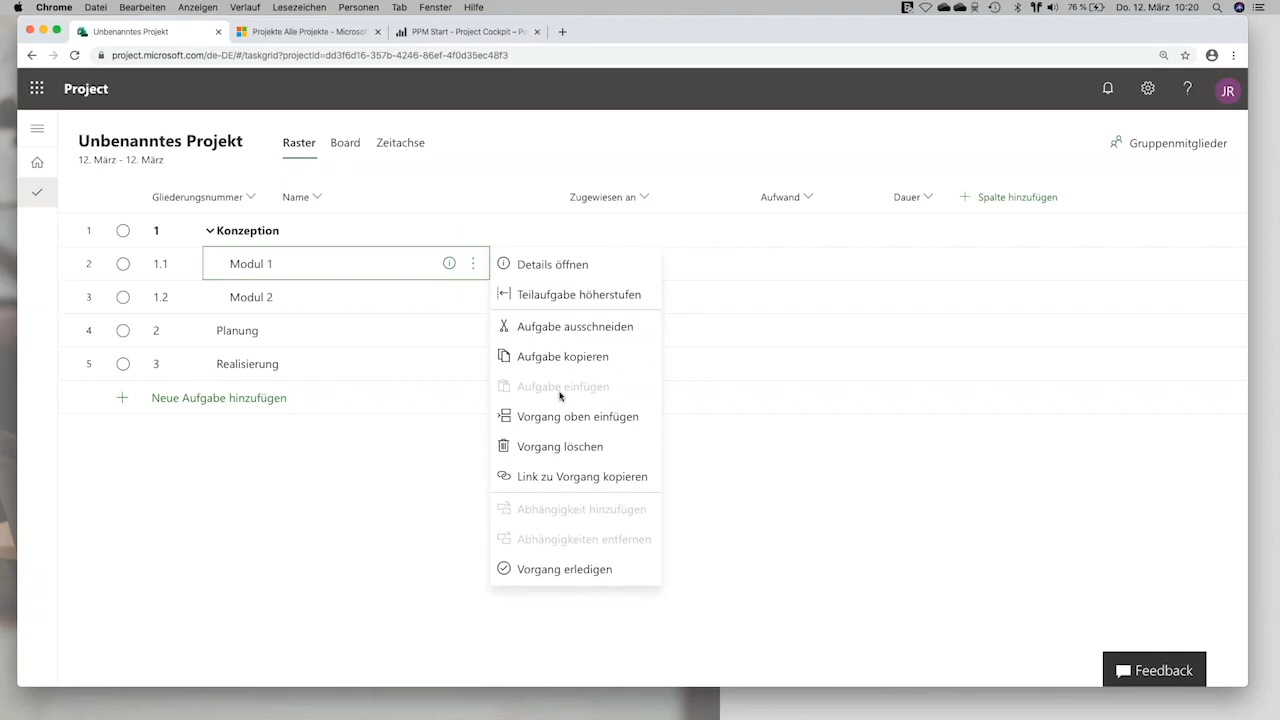 Chrome Datei Bearbeiten Anzeigen Verlauf Lesezeichen Personen Tab Fenster Hilfe 76 % Do. 12. März 10:20
Unbenanntes Projekt
Projekte Alle Projekte - Microsof
PPM Start - Project Cockpit – Po
project.microsoft.com/de-DE/#/taskgrid?projectId=dd3f6d16-357b-4246-86ef-4f0d35ec48f3
Project
JR
Unbenanntes Projekt
12. März - 12. März
Raster Board Zeitachse
Gruppenmitglieder
Gliederungsnummer Name Zugewiesen an Aufwand Dauer Spalte hinzufügen
1 1 Konzeption
2 1.1 Modul 1
3 1.2 Modul 2
4 2 Planung
5 3 Realisierung
Neue Aufgabe hinzufügen
Details öffnen
Teilaufgabe höherstufen
Aufgabe ausschneiden
Aufgabe kopieren
Aufgabe einfügen
Vorgang oben einfügen
Vorgang löschen
Link zu Vorgang kopieren
Abhängigkeit hinzufügen
Abhängigkeiten entfernen
Vorgang erledigen
Feedback